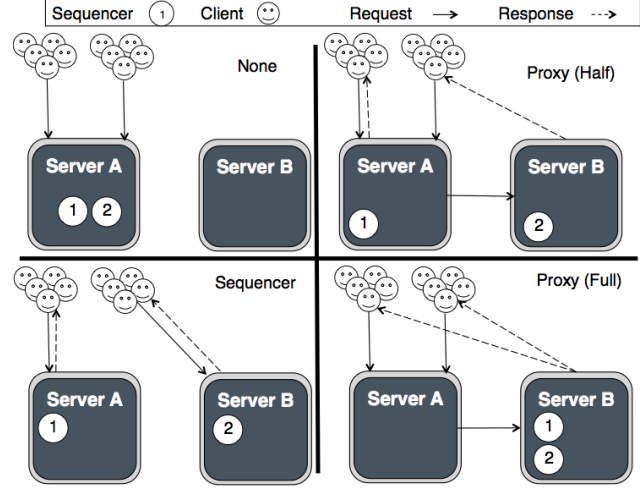 Sequencer 1 Client Request Response
None
Server A
1 2
Server B
Proxy (Half)
Server A
1
Server B
2
Sequencer
Server A
1
Server B
2
Proxy (Full)
Server A
Server B
1
2